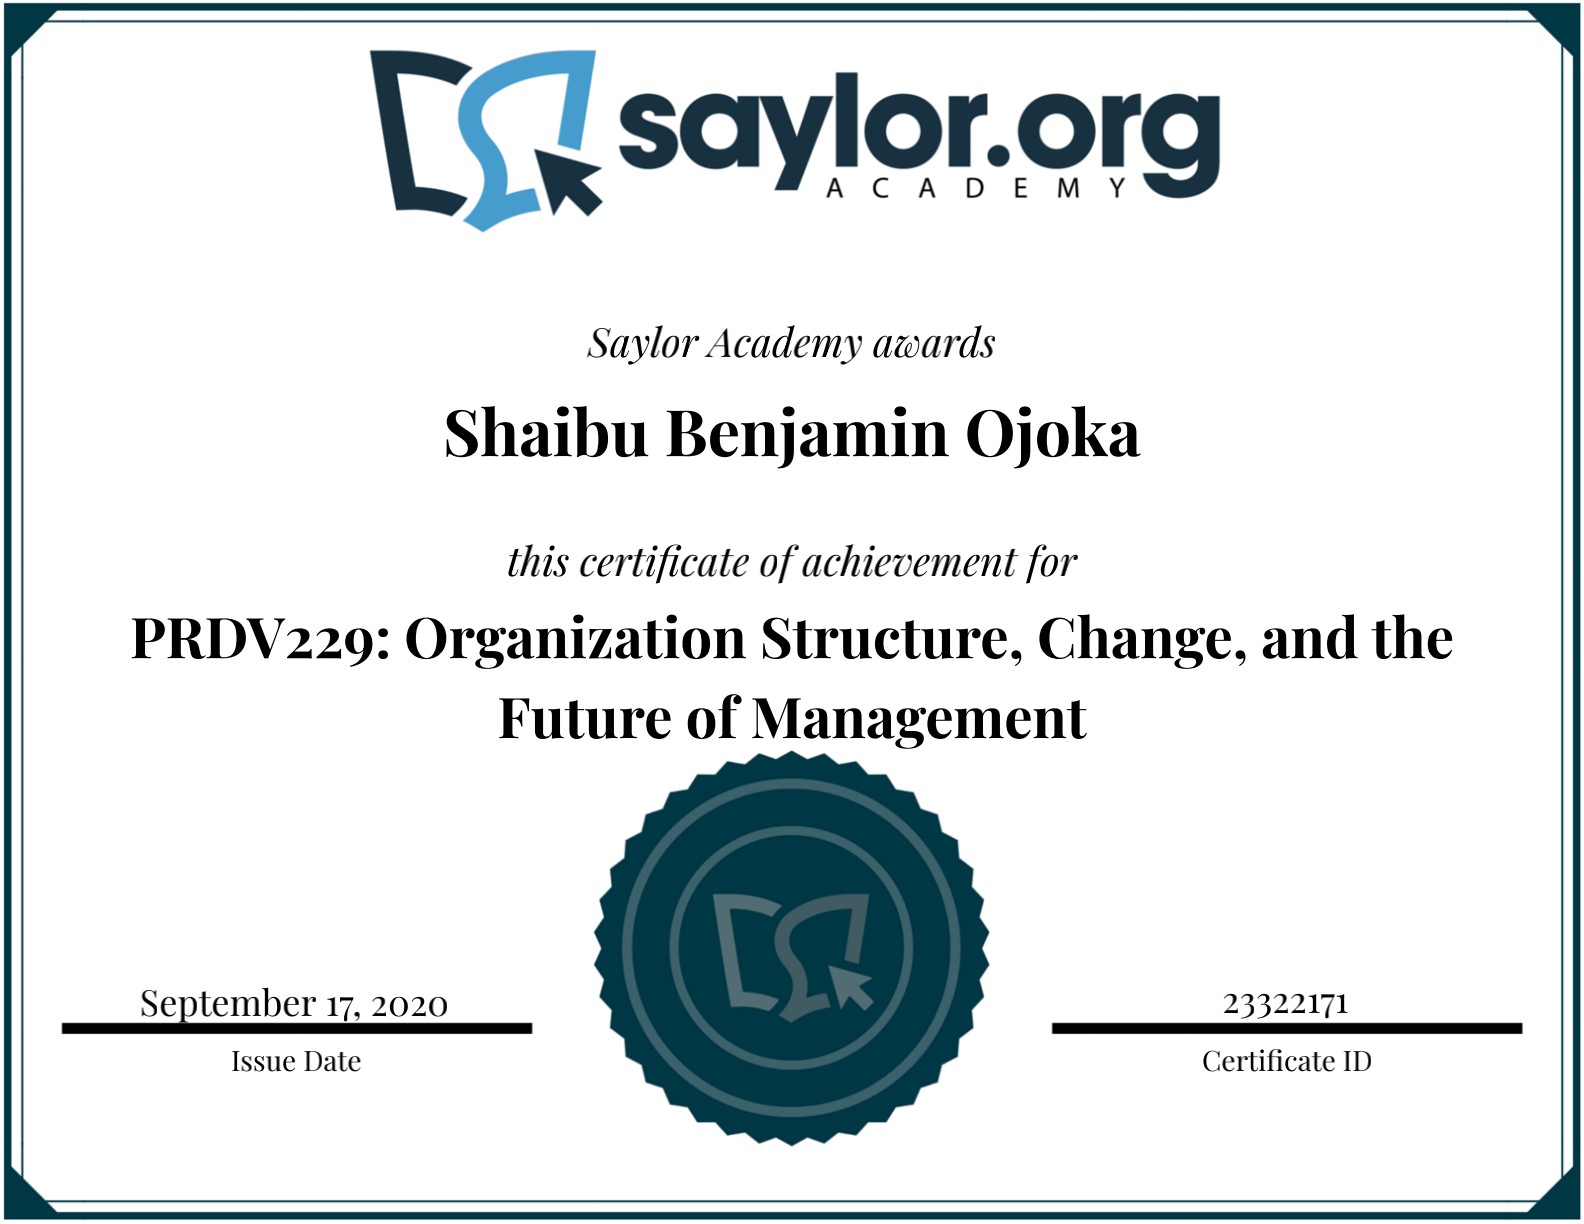 saylor.org
ACADEMY
Saylor Academy awards
Shaibu Benjamin Ojoka
this certificate of achievement for
PRDV229: Organization Structure, Change, and the
Future of Management
September 17, 2020
Issue Date
23322171
Certificate ID